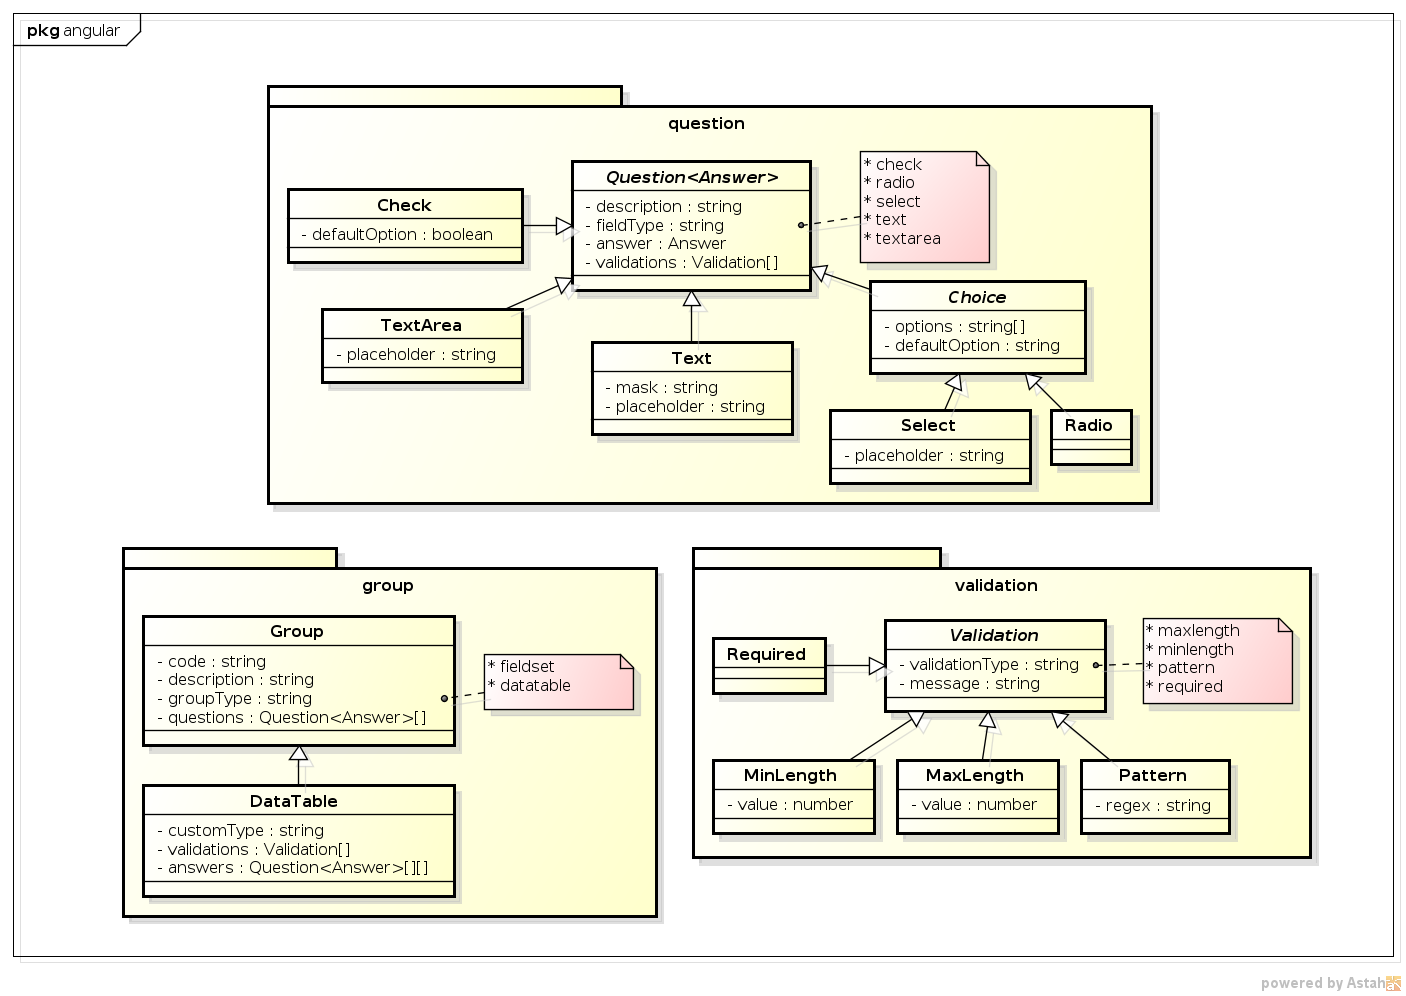 pkg angular
question
Question<Answer>
- description : string
- fieldType : string
- answer : Answer
- validations : Validation[]
* check
* radio
* select
* text
* textarea
Check
- defaultOption : boolean
TextArea
- placeholder : string
Text
- mask : string
- placeholder : string
Choice
- options : string[]
- defaultOption : string
Select
- placeholder : string
Radio
group
Group
- code : string
- description : string
- groupType : string
- questions : Question<Answer>[]
* fieldset
* datatable
DataTable
- customType : string
- validations : Validation[]
- answers : Question<Answer>[][]
validation
Required
Validation
- validationType : string
- message : string
* maxlength
* minlength
* pattern
* required
MinLength
- value : number
MaxLength
- value : number
Pattern
- regex : string
powered by Astah